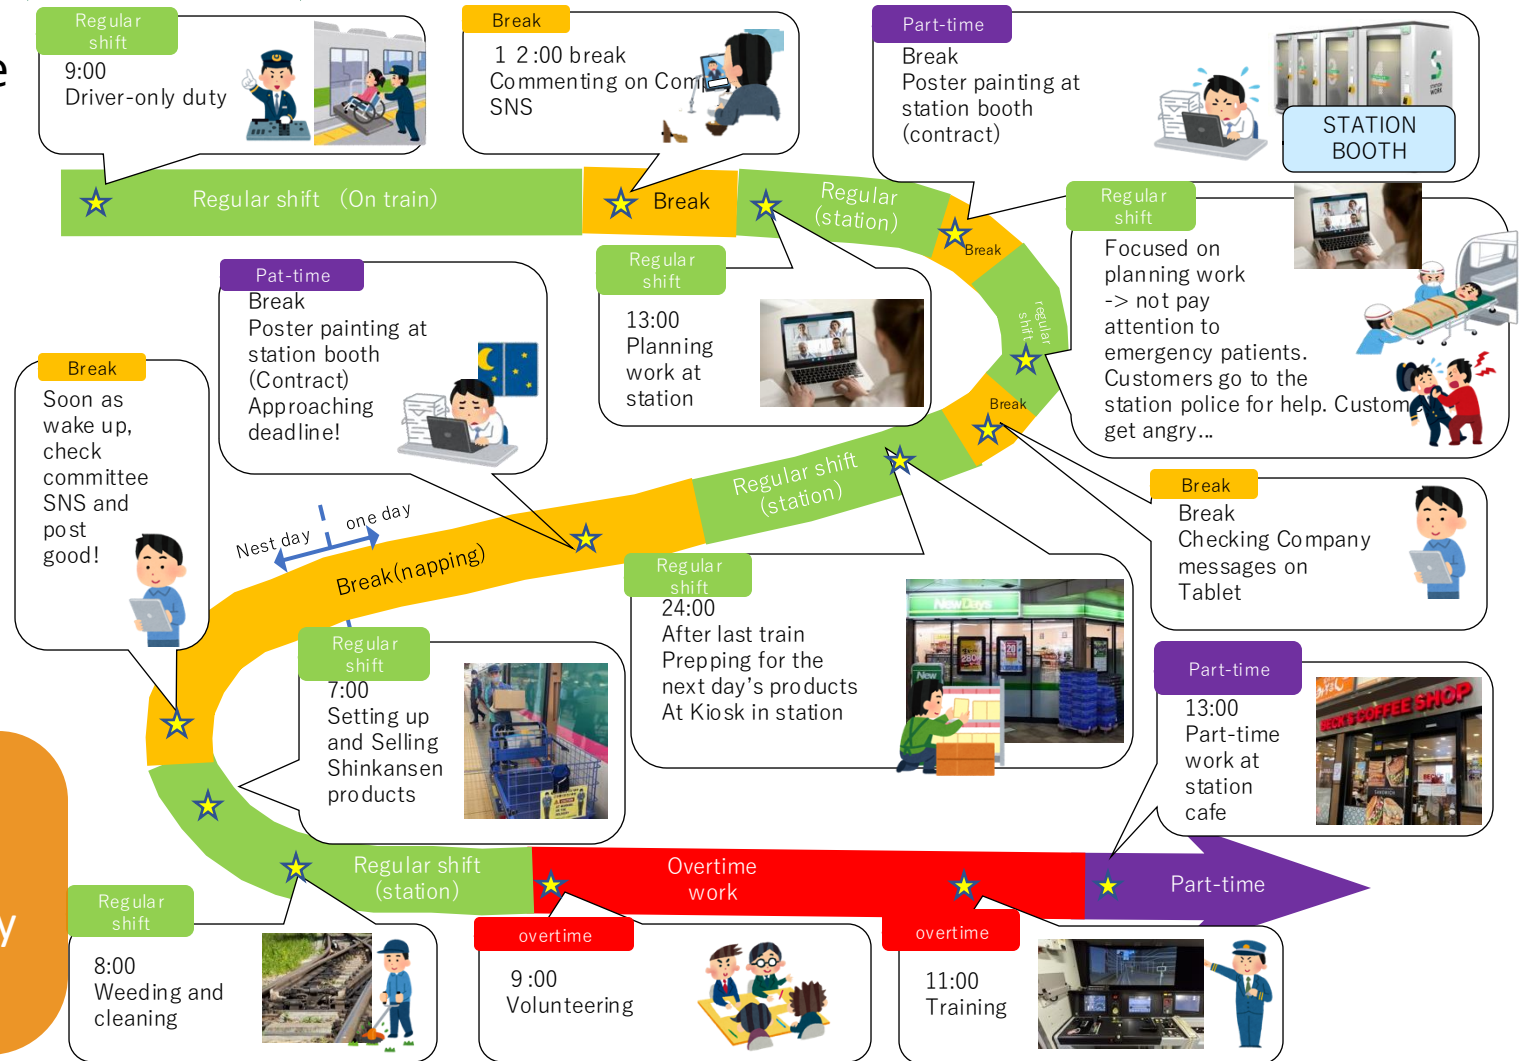 Regular
shift
9:00
Driver-only duty
Break
１２:00 break
Commenting on Com
SNS
Part-time
Break
Poster painting at
station booth
(contract)
STATION
BOOTH
e
Regular shift （On train）
Break
Regular
(station)
Break
regular
shift
Regular
shift
Focused on
planning work
-> not pay
attention to
emergency patients.
Customers go to the
station police for help. Custome
get angry…
Regular
shift
13:00
Planning
work at
station
Pat-time
Break
Poster painting at
station booth
(Contract)
Approaching
deadline!
Break
Soon as
wake up,
check
committee
SNS and
post
good!
Break
Regular shift
(station)
Break
Break
Checking Company
messages on
Tablet
Nest day
one day
Break(napping)
Regular
shift
24:00
After last train
Prepping for the
next day's products
At Kiosk in station
NewDays
New
Regular
shift
7:00
Setting up
and Selling
Shinkansen
products
Part-time
13:00
Part-time
work at
station
cafe
BECK'S COFFEE SHOP
Regular shift
(station)
Overtime
work
Part-time
y
Regular
shift
8:00
Weeding and
cleaning
overtime
9:00
Volunteering
overtime
11:00
Training